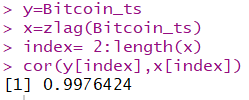 > y=Bitcoin_ts
> x=zlag(Bitcoin_ts)
> index= 2:length(x)
> cor(y[index],x[index])
[1] 0.9976424